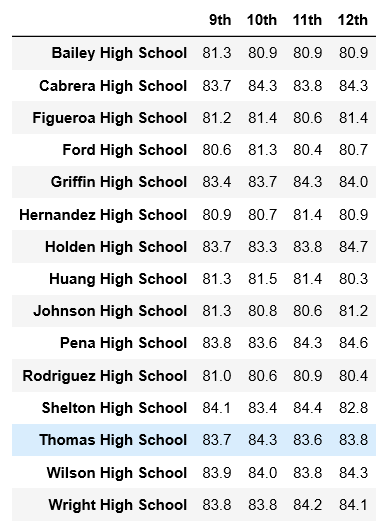 9th 10th 11th 12th
Bailey High School 81.3 80.9 80.9 80.9
Cabrera High School 83.7 84.3 83.8 84.3
Figueroa High School 81.2 81.4 80.6 81.4
Ford High School 80.6 81.3 80.4 80.7
Griffin High School 83.4 83.7 84.3 84.0
Hernandez High School 80.9 80.7 81.4 80.9
Holden High School 83.7 83.3 83.8 84.7
Huang High School 81.3 81.5 81.4 80.3
Johnson High School 81.3 80.8 80.6 81.2
Pena High School 83.8 83.6 84.3 84.6
Rodriguez High School 81.0 80.6 80.9 80.4
Shelton High School 84.1 83.4 84.4 82.8
Thomas High School 83.7 84.3 83.6 83.8
Wilson High School 83.9 84.0 83.8 84.3
Wright High School 83.8 83.8 84.2 84.1